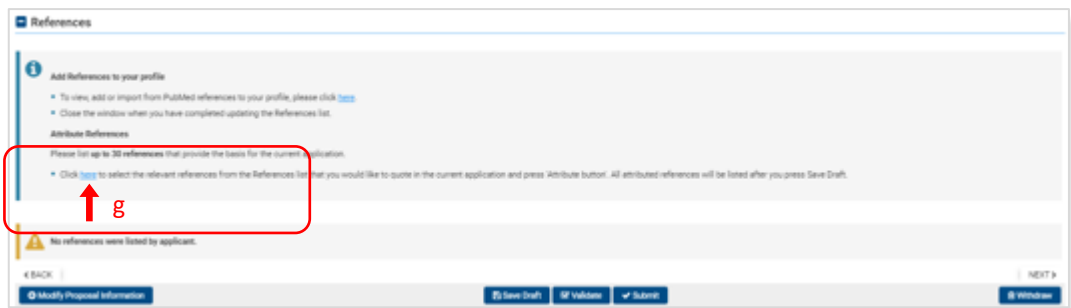 References
Add References to your profile
To view, add or import from PubMed references to your profile, please click here
Close the window when you have completed updating the References list.
Attribute References
Please list up to 30 references that provide the basis for the current application.
Click here to select the relevant references from the References list that you would like to quote in the current application and press 'Attribute button'. All attributed references will be listed after you press Save Draft.
g
No references were listed by applicant.
BACK NEXT
Modify Proposal Information Save Draft Validate Submit Withdraw